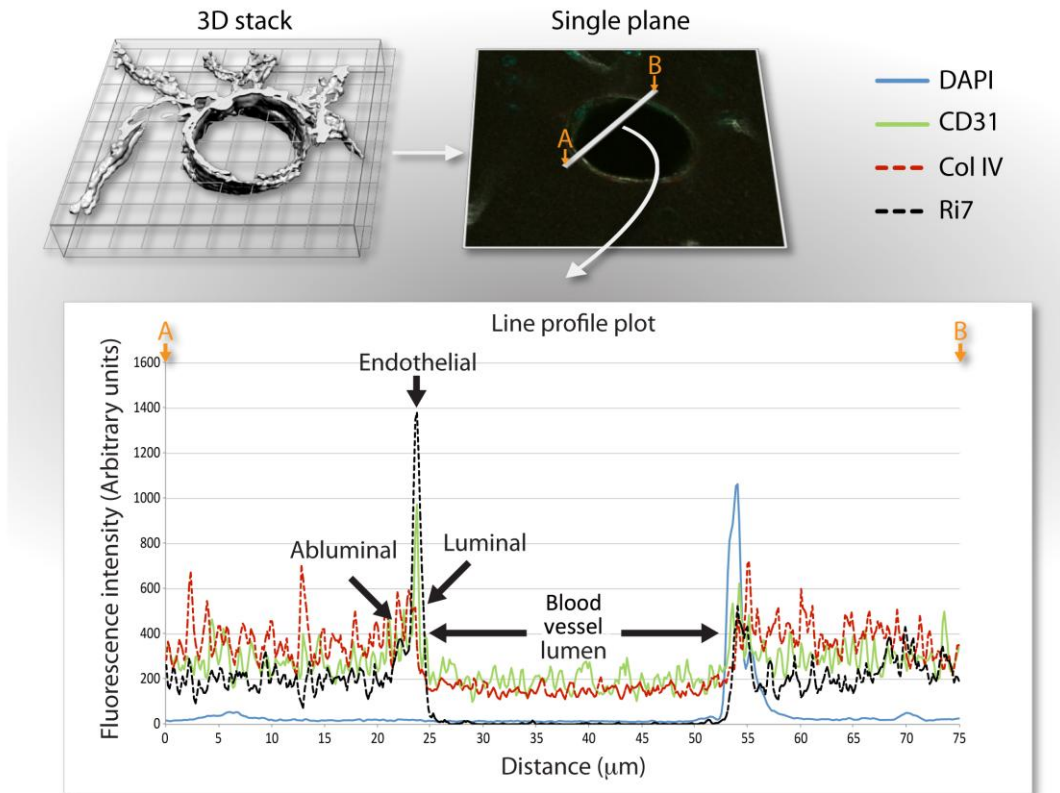 3D stack
Single plane
A
B
DAPI
CD31
Col IV
Ri7
Line profile plot
A
B
Fluorescence intensity (Arbitrary units)
1600
1400
1200
1000
800
600
400
200
0
Endothelial
Abluminal
Luminal
Blood
vessel
lumen
0 5 10 15 20 25 30 35 40 45 50 55 60 65 70 75
Distance (μm)